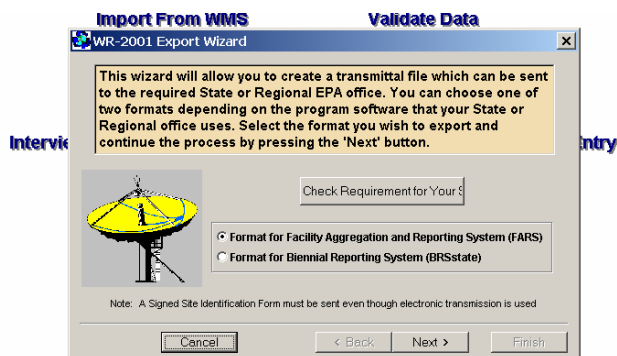 Import From WMS Validate Data
WR-2001 Export Wizard
This wizard will allow you to create a transmittal file which can be sent
to the required State or Regional EPA office. You can choose one of
two formats depending on the program software that your State or
Regional office uses. Select the format you wish to export and
continue the process by pressing the 'Next' button.
Intervie ntry
Check Requirement for Your S
Format for Facility Aggregation and Reporting System (FARS)
Format for Biennial Reporting System (BRSstate)
Note: A Signed Site Identification Form must be sent even though electronic transmission is used
Cancel < Back Next > Finish